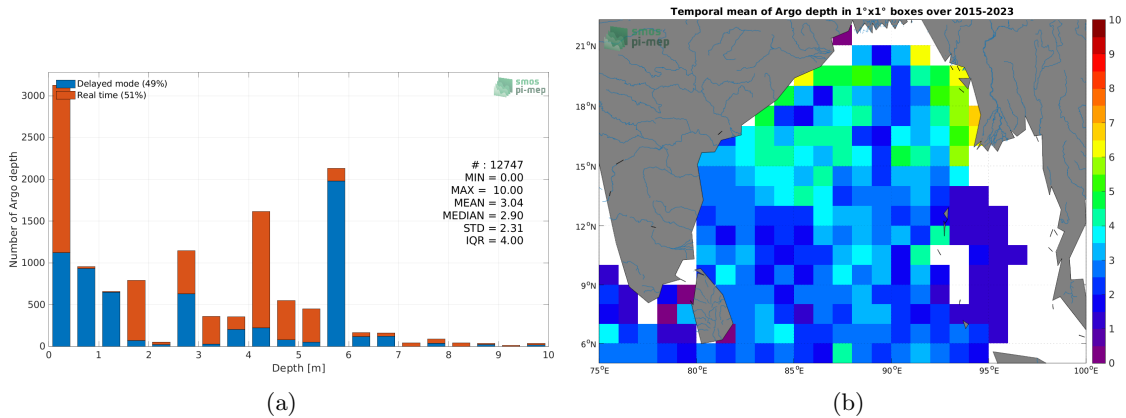 Delayed mode (49%)
Real time (51%)
smos
pi-mep
Number of Argo depth
3000
2500
2000
1500
1000
500
0
# : 12747
MIN = 0.00
MAX = 10.00
MEAN = 3.04
MEDIAN = 2.90
STD = 2.31
IQR = 4.00
0 1 2 3 4 5 6 7 8 9 10
Depth [m]
(a)
Temporal mean of Argo depth in 1°x1° boxes over 2015-2023
smos
pi-mep
21°N
18°N
15°N
12°N
9°N
6°N
75°E 80°E 85°E 90°E 95°E 100°E
10
9
8
7
6
5
4
3
2
1
0
(b)